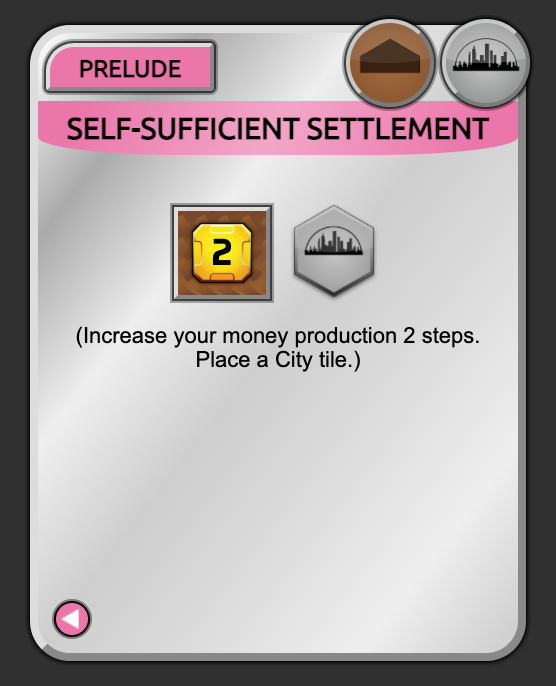 PRELUDE
SELF-SUFFICIENT SETTLEMENT
2
(Increase your money production 2 steps.
Place a City tile.)